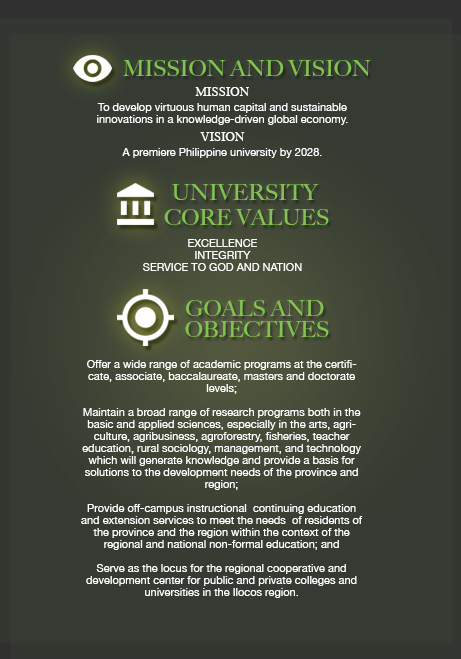 MISSION AND VISION
MISSION
To develop virtuous human capital and sustainable
innovations in a knowledge-driven global economy.
VISION
A premiere Philippine university by 2028.
UNIVERSITY
CORE VALUES
EXCELLENCE
INTEGRITY
SERVICE TO GOD AND NATION
GOALS AND
OBJECTIVES
Offer a wide range of academic programs at the certifi-
cate, associate, baccalaureate, masters and doctorate
levels;
Maintain a broad range of research programs both in the
basic and applied sciences, especially in the arts, agri-
culture, agribusiness, agroforestry, fisheries, teacher
education, rural sociology, management, and technology
which will generate knowledge and provide a basis for
solutions to the development needs of the province and
region;
Provide off-campus instructional  continuing education
and extension services to meet the needs  of residents of
the province and the region within the context of the
regional and national non-formal education; and
Serve as the locus for the regional cooperative and
development center for public and private colleges and
universities in the Ilocos region.